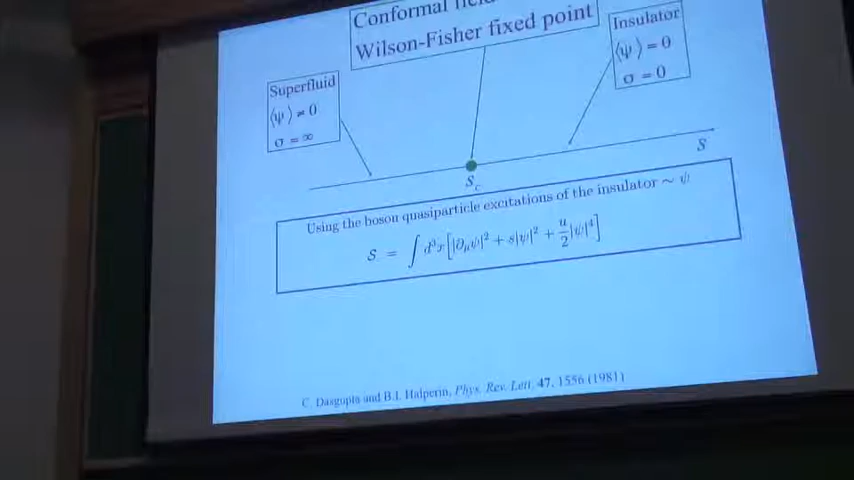 Conformal field
Wilson-Fisher fixed point
Insulator
⟨ψ⟩ = 0
σ = 0
Superfluid
⟨ψ⟩ ≠ 0
σ = ∞
S
S_c
Using the boson quasiparticle excitations of the insulator ~ ψ
S = ∫ d³x [|∂_μψ|² + s|ψ|² + u/2 |ψ|⁴]
C. Dasgupta and B.I. Halperin, Phys. Rev. Lett. 47, 1556 (1981)